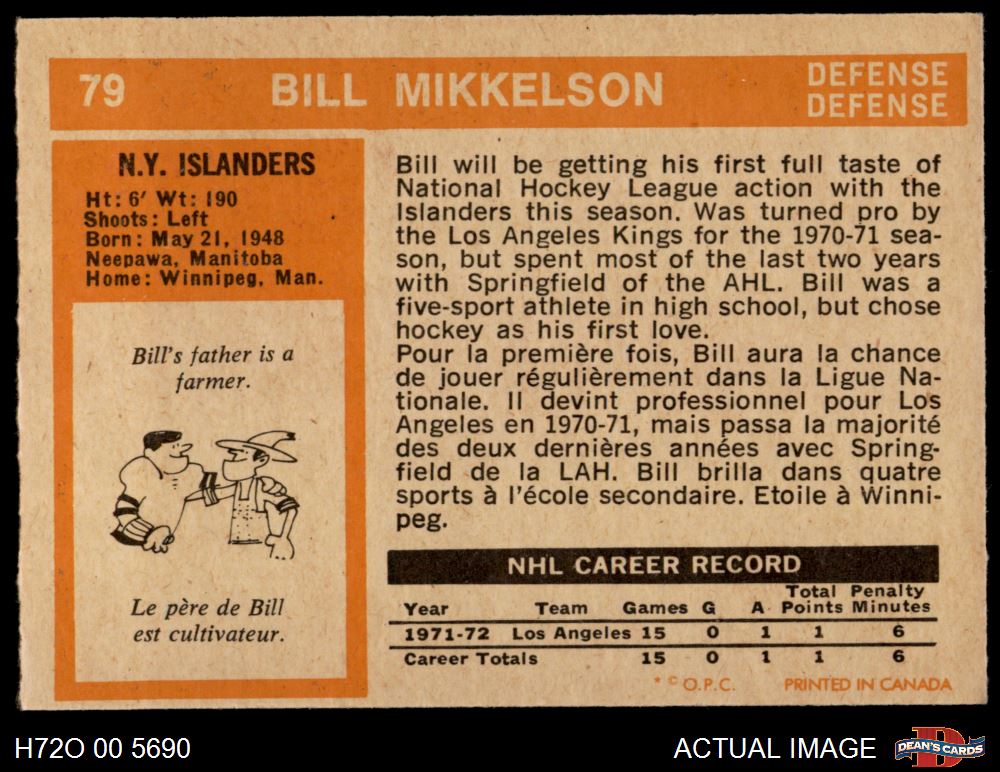 79 BILL MIKKELSON DEFENSE
DEFENSE
N.Y. ISLANDERS
Ht: 6' Wt: 190
Shoots: Left
Born: May 21, 1948
Neepawa, Manitoba
Home: Winnipeg, Man.
Bill's father is a
farmer.
Le père de Bill
est cultivateur.
Bill will be getting his first full taste of
National Hockey League action with the
Islanders this season. Was turned pro by
the Los Angeles Kings for the 1970-71 sea-
son, but spent most of the last two years
with Springfield of the AHL. Bill was a
five-sport athlete in high school, but chose
hockey as his first love.
Pour la première fois, Bill aura la chance
de jouer régulièrement dans la Ligue Na-
tionale. Il devint professionnel pour Los
Angeles en 1970-71, mais passa la majorité
des deux dernières années avec Spring-
field de la LAH. Bill brilla dans quatre
sports à l'école secondaire. Etoile à Winni-
peg.
NHL CAREER RECORD
Total Penalty
Year Team Games G A Points Minutes
1971-72 Los Angeles 15 0 1 1 6
Career Totals 15 0 1 1 6
* © O.P.C. PRINTED IN CANADA
H72O 00 5690 ACTUAL IMAGE DEAN'S CARDS